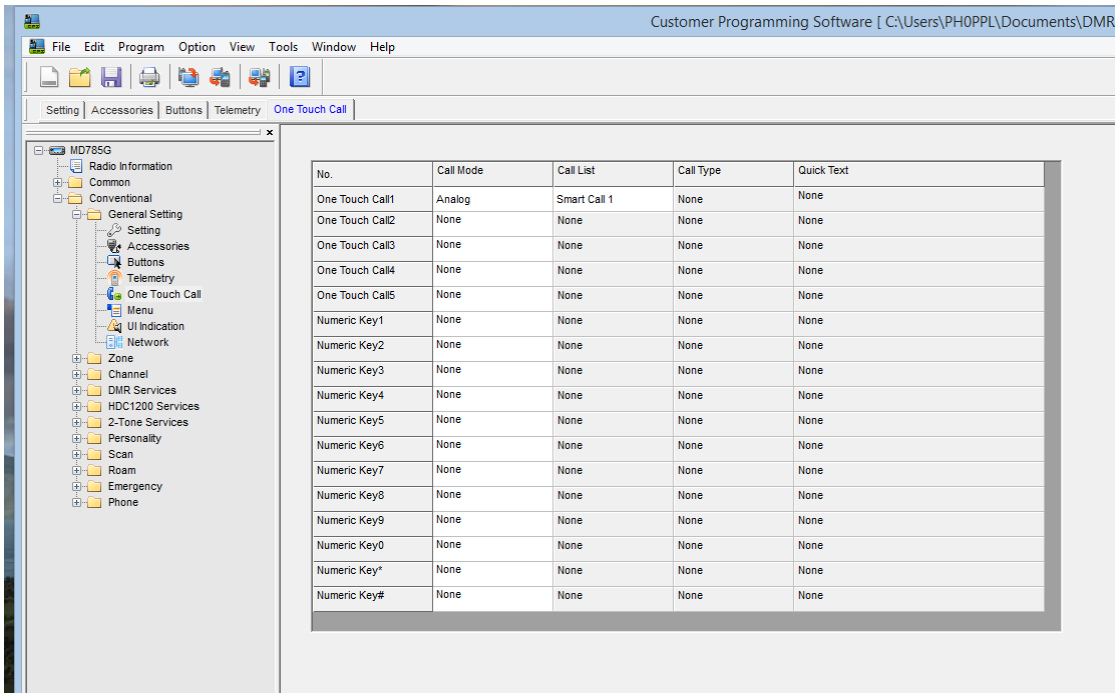 Customer Programming Software [ C:\Users\PH0PPL\Documents\DMR
File Edit Program Option View Tools Window Help
Setting Accessories Buttons Telemetry One Touch Call
MD785G
Radio Information
Common
Conventional
General Setting
Setting
Accessories
Buttons
Telemetry
One Touch Call
Menu
UI Indication
Network
Zone
Channel
DMR Services
HDC1200 Services
2-Tone Services
Personality
Scan
Roam
Emergency
Phone
No. Call Mode Call List Call Type Quick Text
One Touch Call1 Analog Smart Call 1 None None
One Touch Call2 None None None None
One Touch Call3 None None None None
One Touch Call4 None None None None
One Touch Call5 None None None None
Numeric Key1 None None None None
Numeric Key2 None None None None
Numeric Key3 None None None None
Numeric Key4 None None None None
Numeric Key5 None None None None
Numeric Key6 None None None None
Numeric Key7 None None None None
Numeric Key8 None None None None
Numeric Key9 None None None None
Numeric Key0 None None None None
Numeric Key* None None None None
Numeric Key# None None None None